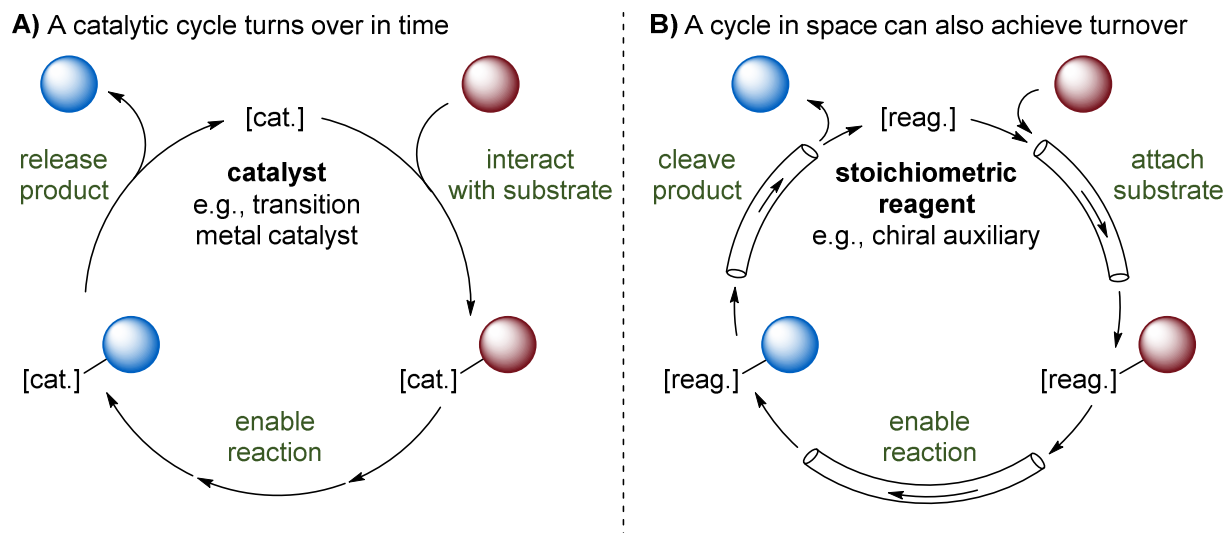 A) A catalytic cycle turns over in time
[cat.]
release
product
interact
with substrate
catalyst
e.g., transition
metal catalyst
[cat.]
[cat.]
enable
reaction
B) A cycle in space can also achieve turnover
[reag.]
cleave
product
attach
substrate
stoichiometric
reagent
e.g., chiral auxiliary
[reag.]
[reag.]
enable
reaction